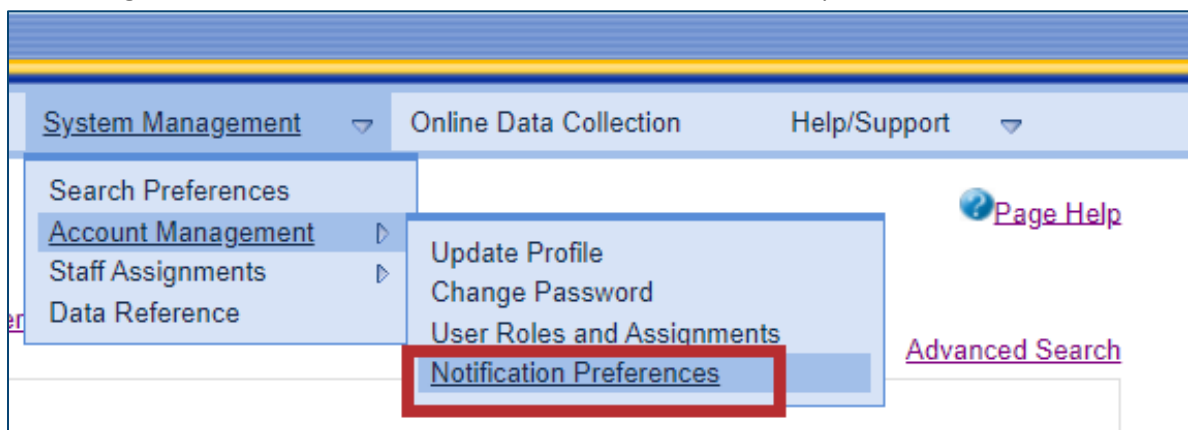 System Management Online Data Collection Help/Support
Search Preferences
Page Help
Account Management
Update Profile
Staff Assignments
Change Password
Data Reference
User Roles and Assignments
Advanced Search
Notification Preferences